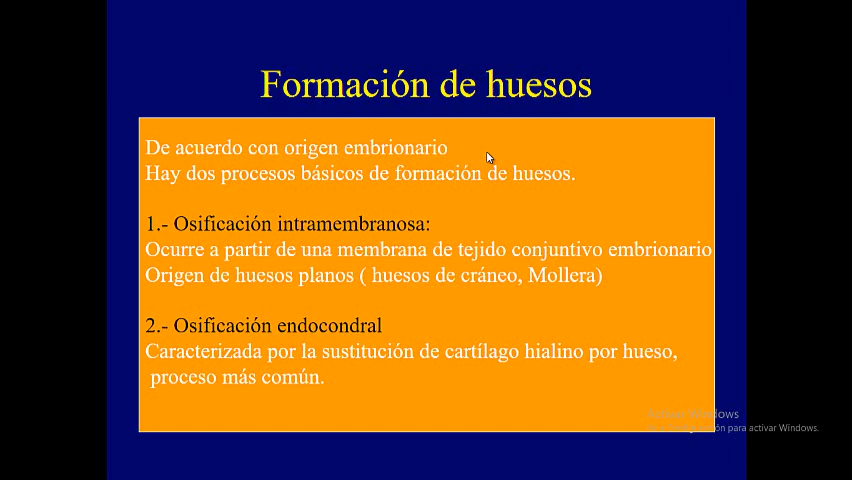 Formación de huesos
De acuerdo con origen embrionario
Hay dos procesos básicos de formación de huesos.
1.- Osificación intramembranosa:
Ocurre a partir de una membrana de tejido conjuntivo embrionario
Origen de huesos planos ( huesos de cráneo, Mollera)
2.- Osificación endocondral
Caracterizada por la sustitución de cartílago hialino por hueso,
proceso más común.
Activar Windows
para activar Windows.